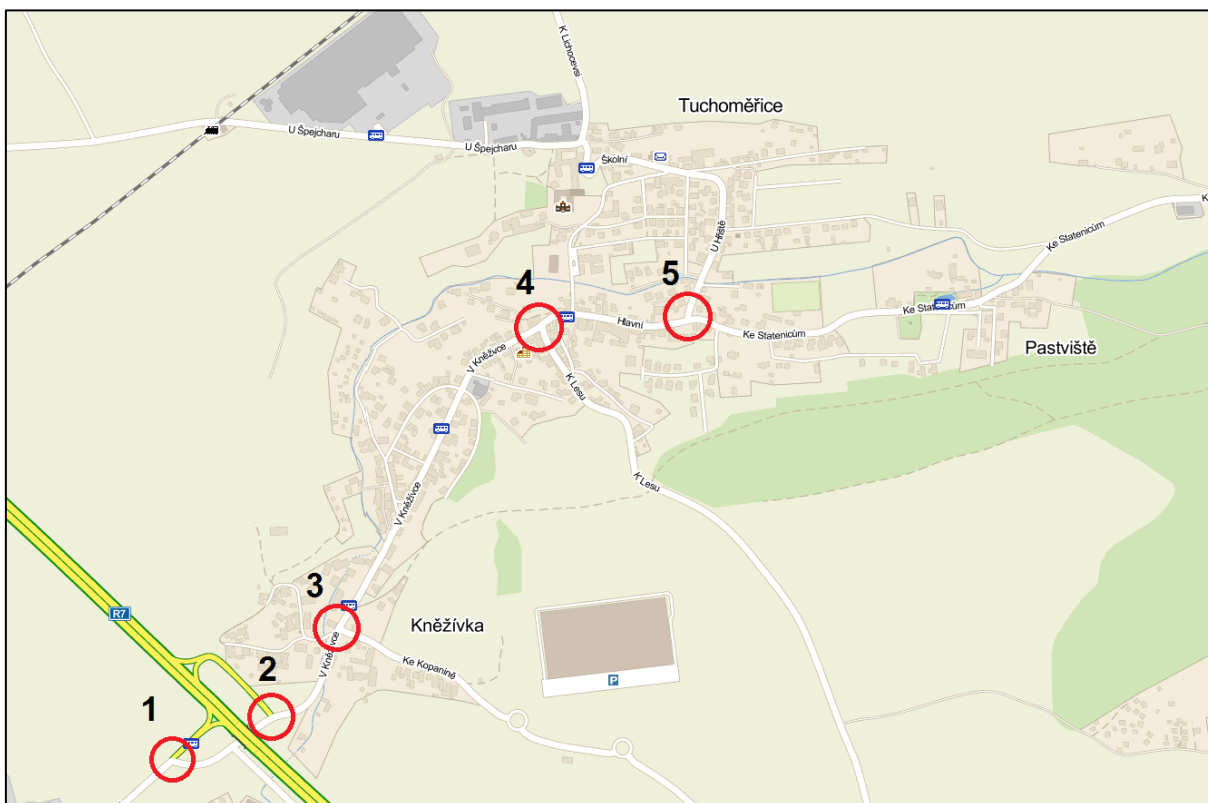 K Lichocevsi
Tuchoměřice
U Špejcharu
U Špejcharu
Školní
U Hřiště
Ke Statenicům
K
5
4
Ke Statenicům
Hlavní
Ke Statenicům
Pastviště
V Kněžívce
K Lesu
K Lesu
V Kněžívce
3
R7
Kněžívka
V Kněžívce
Ke Kopanině
P
2
1